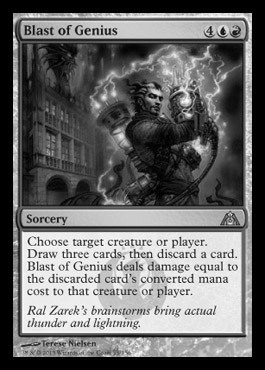 Blast of Genius 4
Sorcery
Choose target creature or player.
Draw three cards, then discard a card.
Blast of Genius deals damage equal to
the discarded card's converted mana
cost to that creature or player.
Ral Zarek's brainstorms bring actual
thunder and lightning.
Terese Nielsen